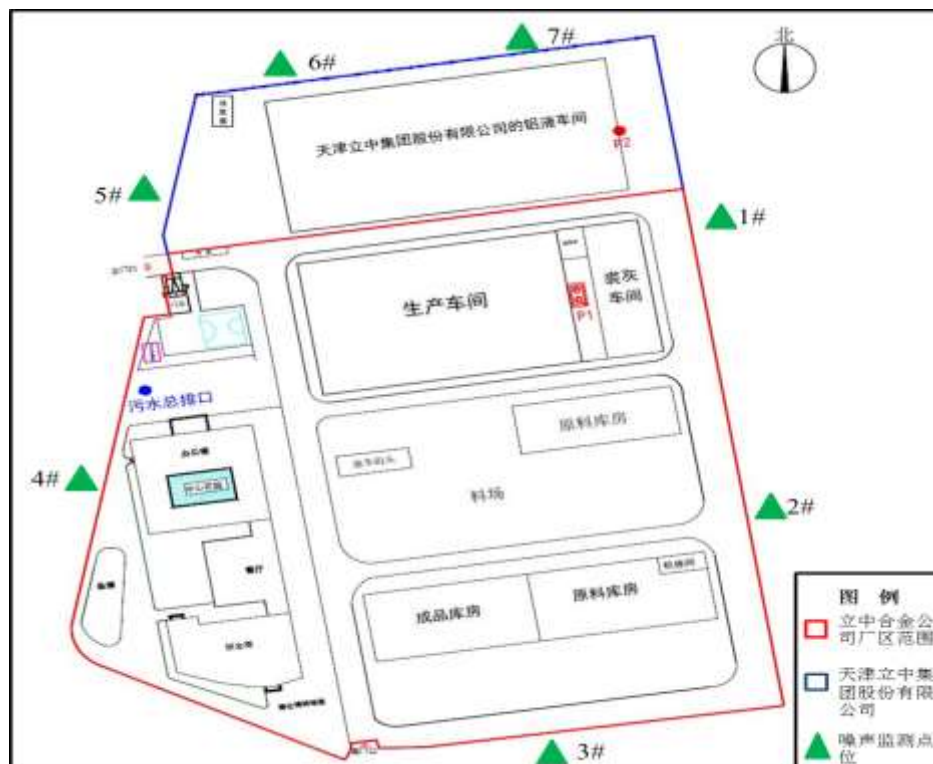 7#
北
6#
天津立中集团股份有限公司的铝液车间
P2
5#
1#
生产车间
裘灰
车间
P1
污水总排口
原料库房
4#
料场
2#
餐厅
成品库房
原料库房
3#
图 例
立中合金公
司厂区范围
天津立中集
团股份有限
公司
噪声监测点
位